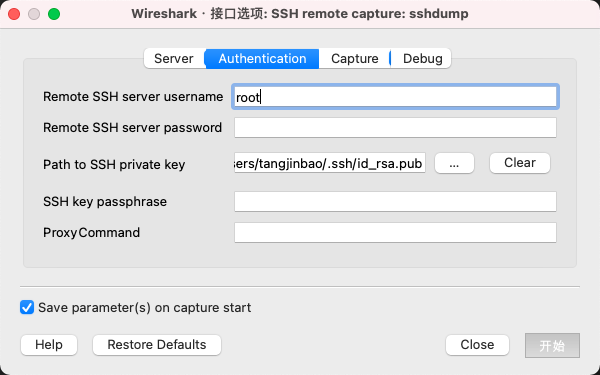 Wireshark · 接口选项: SSH remote capture: sshdump
Server Authentication Capture Debug
Remote SSH server username root
Remote SSH server password
Path to SSH private key sers/tangjinbao/.ssh/id_rsa.pub ... Clear
SSH key passphrase
ProxyCommand
Save parameter(s) on capture start
Help Restore Defaults Close 开始